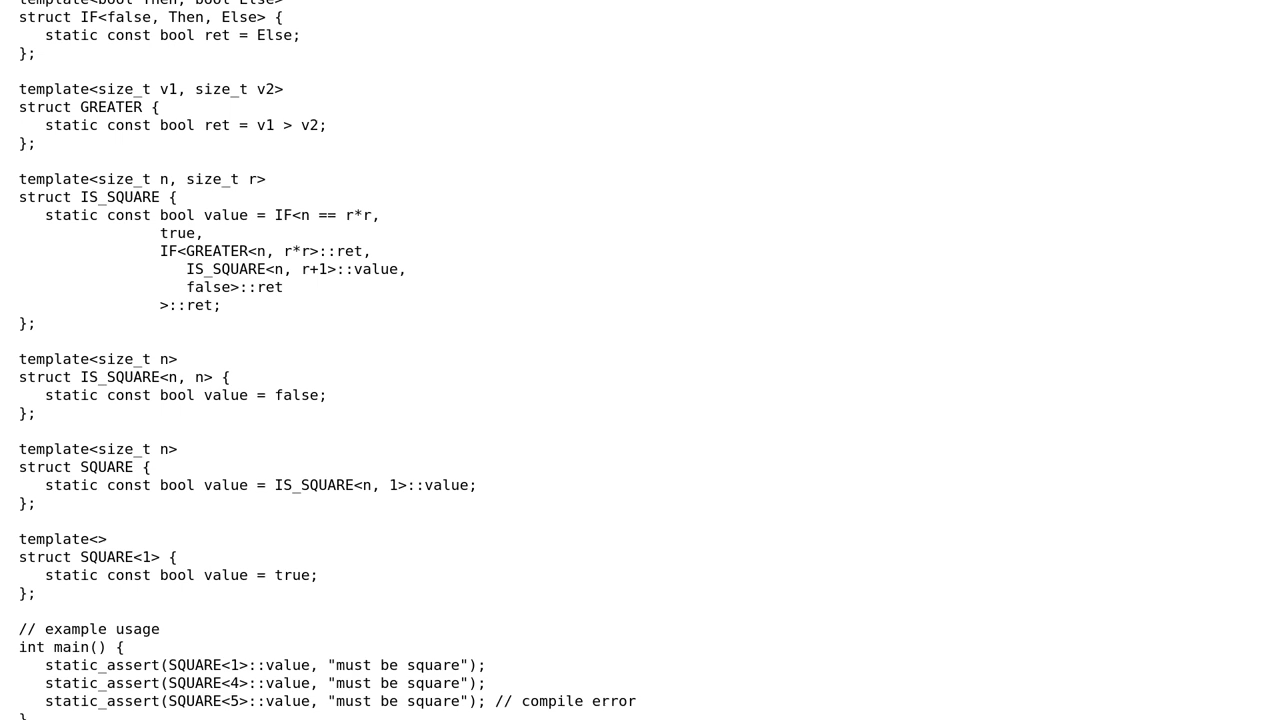 template<bool Then, bool Else>
struct IF<false, Then, Else> {
   static const bool ret = Else;
};

template<size_t v1, size_t v2>
struct GREATER {
   static const bool ret = v1 > v2;
};

template<size_t n, size_t r>
struct IS_SQUARE {
   static const bool value = IF<n == r*r,
                true,
                IF<GREATER<n, r*r>::ret,
                   IS_SQUARE<n, r+1>::value,
                   false>::ret
                >::ret;
};

template<size_t n>
struct IS_SQUARE<n, n> {
   static const bool value = false;
};

template<size_t n>
struct SQUARE {
   static const bool value = IS_SQUARE<n, 1>::value;
};

template<>
struct SQUARE<1> {
   static const bool value = true;
};

// example usage
int main() {
   static_assert(SQUARE<1>::value, "must be square");
   static_assert(SQUARE<4>::value, "must be square");
   static_assert(SQUARE<5>::value, "must be square"); // compile error
}